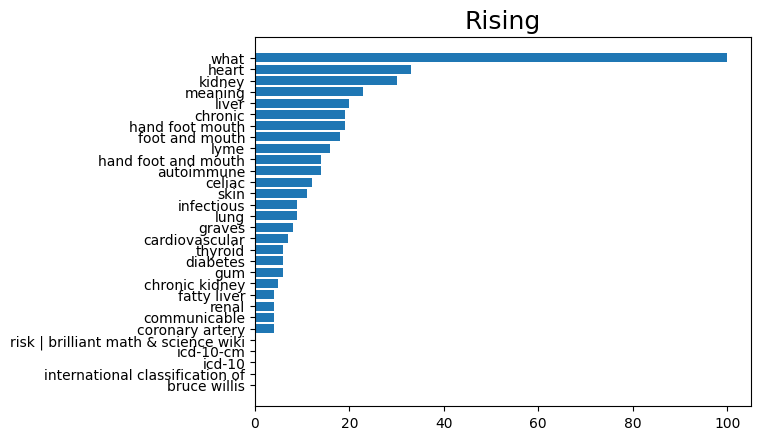 Rising
what
heart
kidney
meaning
liver
chronic
hand foot mouth
foot and mouth
lyme
hand foot and mouth
autoimmune
celiac
skin
infectious
lung
graves
cardiovascular
thyroid
diabetes
gum
chronic kidney
fatty liver
renal
communicable
coronary artery
risk | brilliant math & science wiki
icd-10-cm
icd-10
international classification of
bruce willis
0 20 40 60 80 100